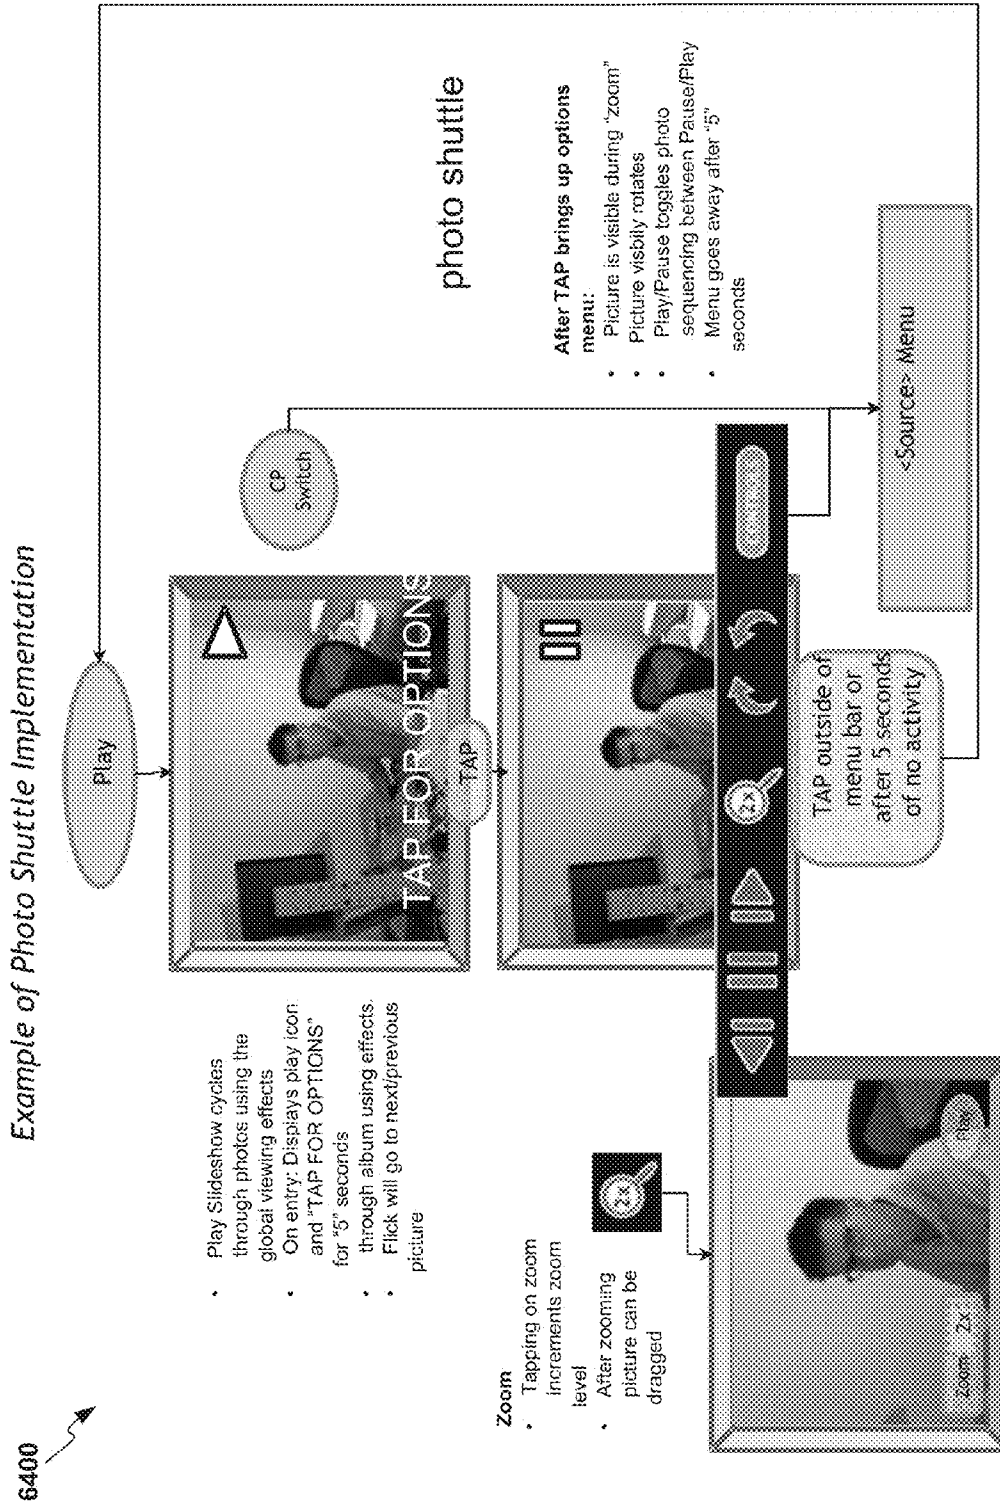 6400
Example of Photo Shuttle Implementation
Play
• Play Slideshow cycles
through photos using the
global viewing effects
• On entry: Displays play icon
and "TAP FOR OPTIONS"
for "5" seconds
• through album using effects.
• Flick will go to next/previous
picture
TAP FOR OPTIONS
CP
Switch
photo shuttle
TAP
Zoom
• Tapping on zoom
increments zoom
level
• After zooming
picture can be
dragged
2x
After TAP brings up options
menu:
• Picture is visible during "zoom"
• Picture visbily rotates
• Play/Pause toggles photo
sequencing between Pause/Play
• Menu goes away after "5"
seconds
2x
Zoom 2x
Play
TAP outside of
menu bar or
after 5 seconds
of no activity
<Source> Menu